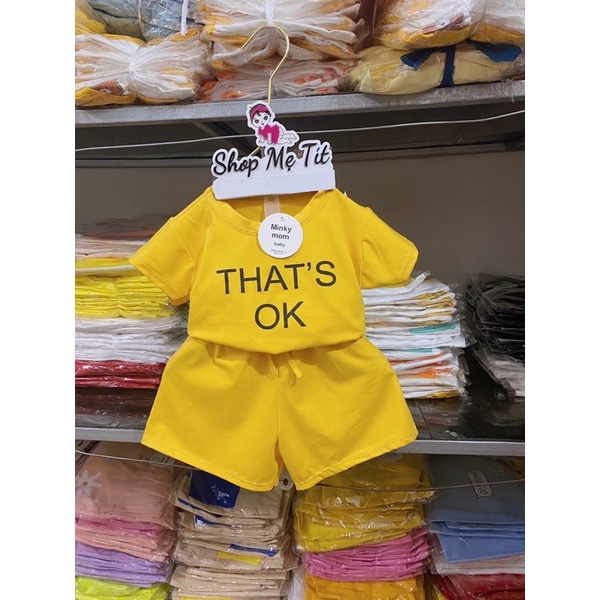 Shop Mẹ Tít
Minky
mom
baby
THAT'S
OK